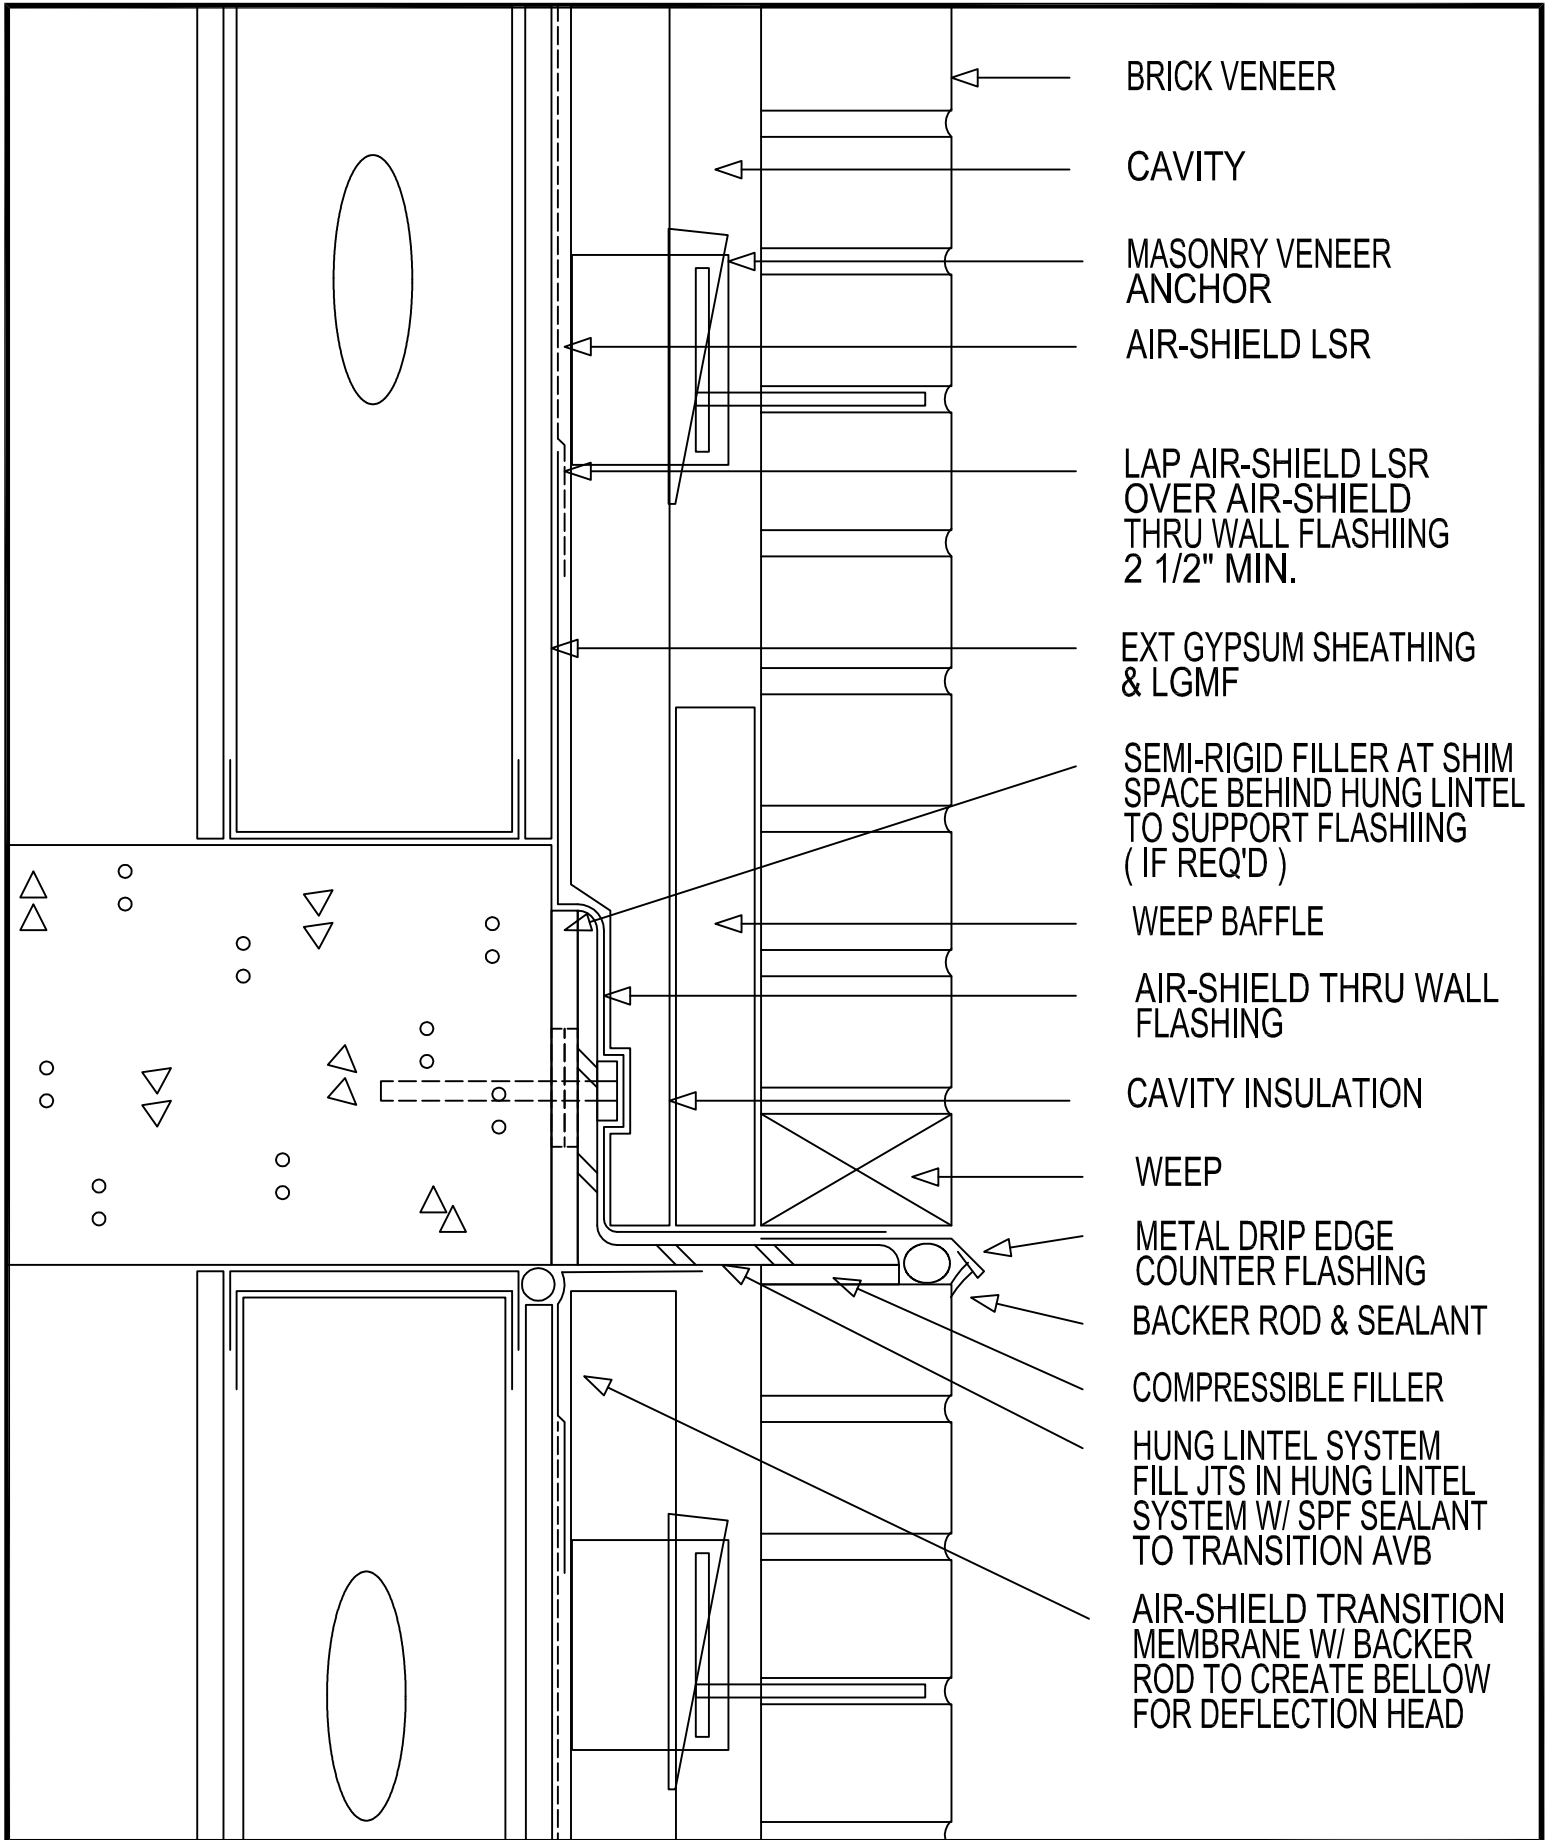 BRICK VENEER
CAVITY
MASONRY VENEER
ANCHOR
AIR-SHIELD LSR
LAP AIR-SHIELD LSR
OVER AIR-SHIELD
THRU WALL FLASHIING
2 1/2" MIN.
EXT GYPSUM SHEATHING
& LGMF
SEMI-RIGID FILLER AT SHIM
SPACE BEHIND HUNG LINTEL
TO SUPPORT FLASHIING
( IF REQ'D )
WEEP BAFFLE
AIR-SHIELD THRU WALL
FLASHING
CAVITY INSULATION
WEEP
METAL DRIP EDGE
COUNTER FLASHING
BACKER ROD & SEALANT
COMPRESSIBLE FILLER
HUNG LINTEL SYSTEM
FILL JTS IN HUNG LINTEL
SYSTEM W/ SPF SEALANT
TO TRANSITION AVB
AIR-SHIELD TRANSITION
MEMBRANE W/ BACKER
ROD TO CREATE BELLOW
FOR DEFLECTION HEAD